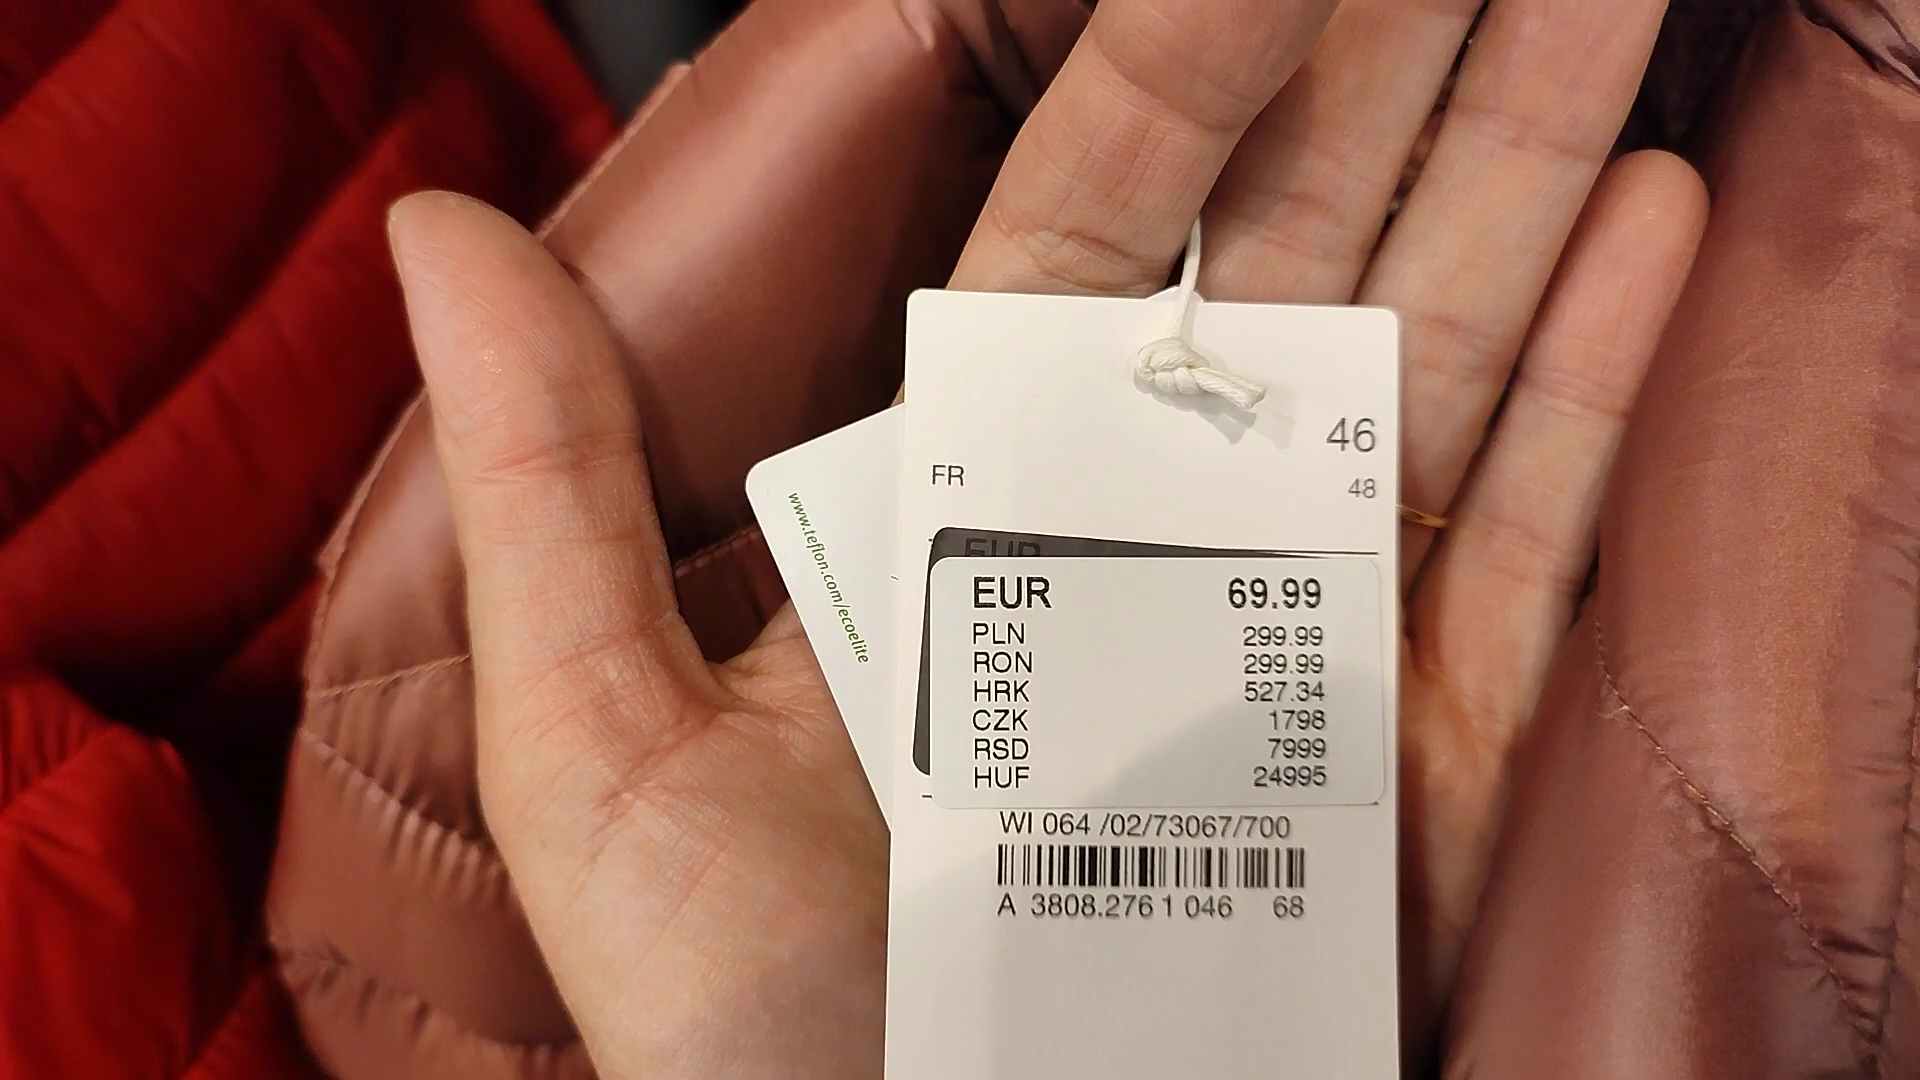 46
FR 48
EUR
EUR 69.99
PLN 299.99
RON 299.99
HRK 527.34
CZK 1798
RSD 7999
HUF 24995
WI 064 /02/73067/700
A 3808.276 1 046 68
www.teflon.com/ecoelite